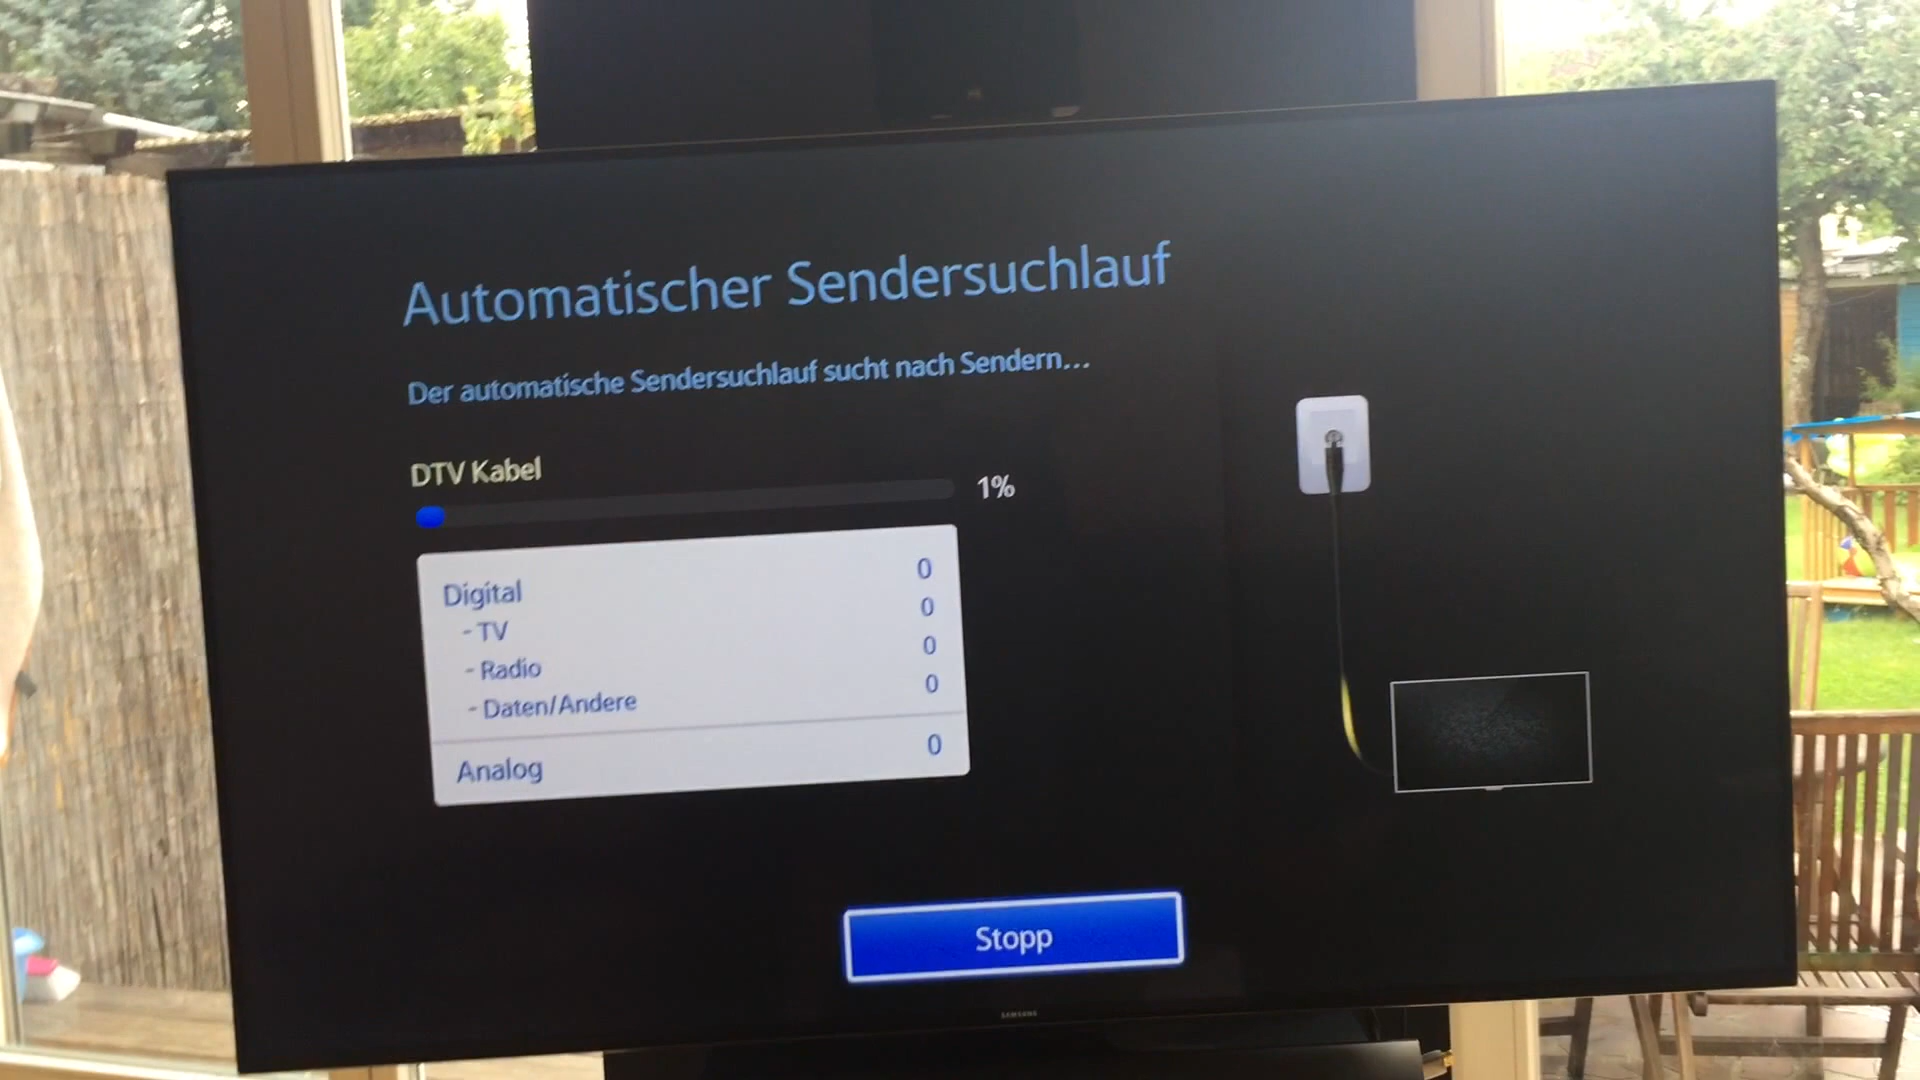 Automatischer Sendersuchlauf
Der automatische Sendersuchlauf sucht nach Sendern...
DTV Kabel
1%
Digital 0
- TV 0
- Radio 0
- Daten/Andere 0
Analog 0
Stopp
SAMSUNG